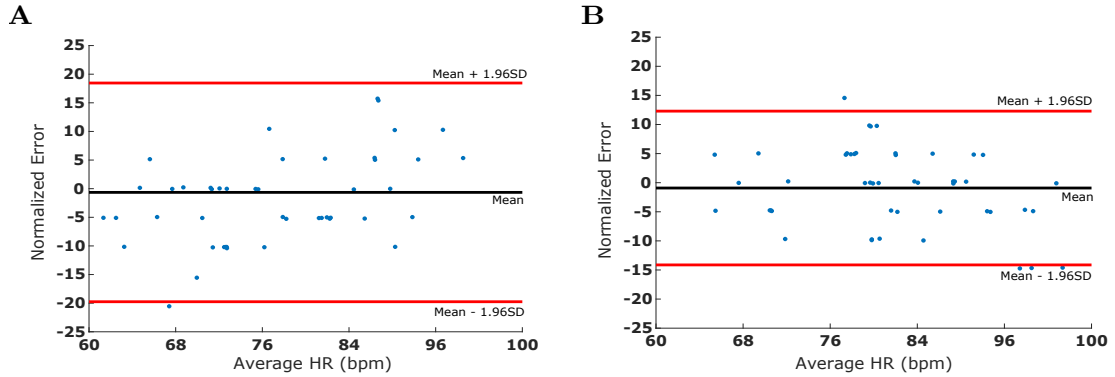 A
25
20
15
10
5
0
-5
-10
-15
-20
-25
Normalized Error
Mean + 1.96SD
Mean
Mean - 1.96SD
60 68 76 84 96 100
Average HR (bpm)
B
25
20
15
10
5
0
-5
-10
-15
-20
-25
Normalized Error
Mean + 1.96SD
Mean
Mean - 1.96SD
60 68 76 84 96 100
Average HR (bpm)